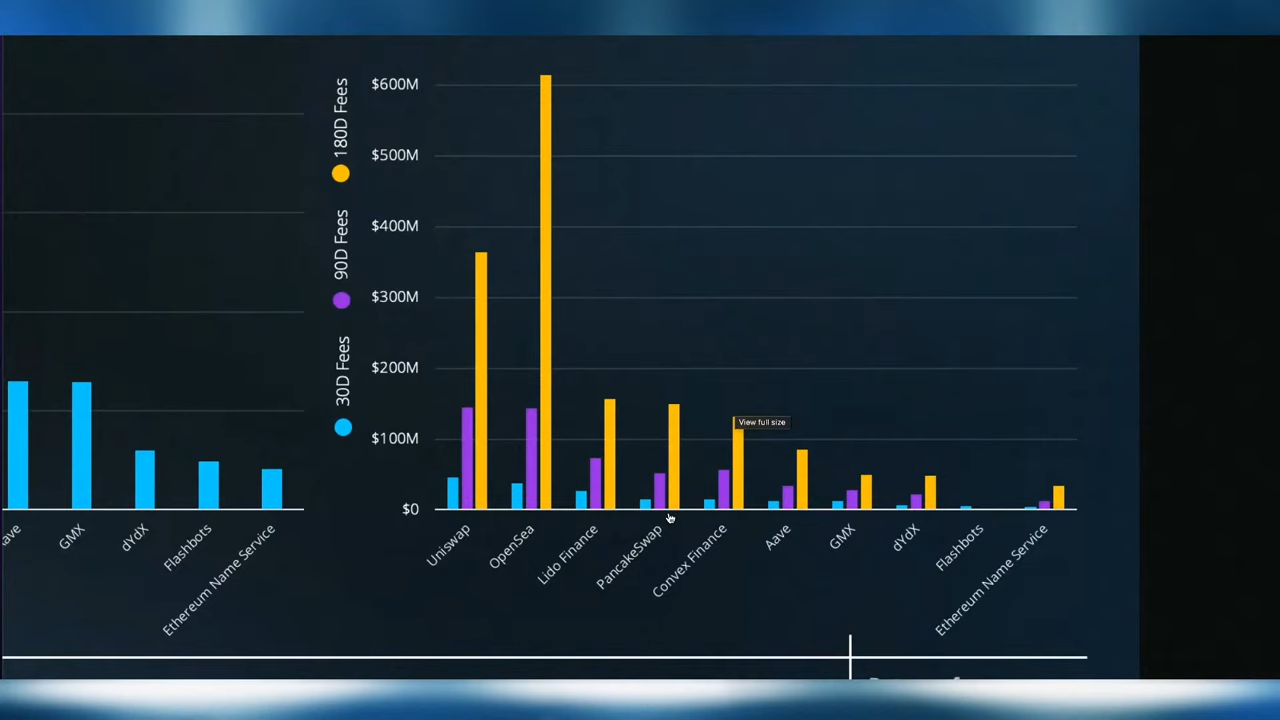 GMX
dYdX
Flashbots
Ethereum Name Service
180D Fees
90D Fees
30D Fees
$600M
$500M
$400M
$300M
$200M
$100M
$0
View full size
Uniswap
OpenSea
Lido Finance
PancakeSwap
Convex Finance
Aave
GMX
dYdX
Flashbots
Ethereum Name Service